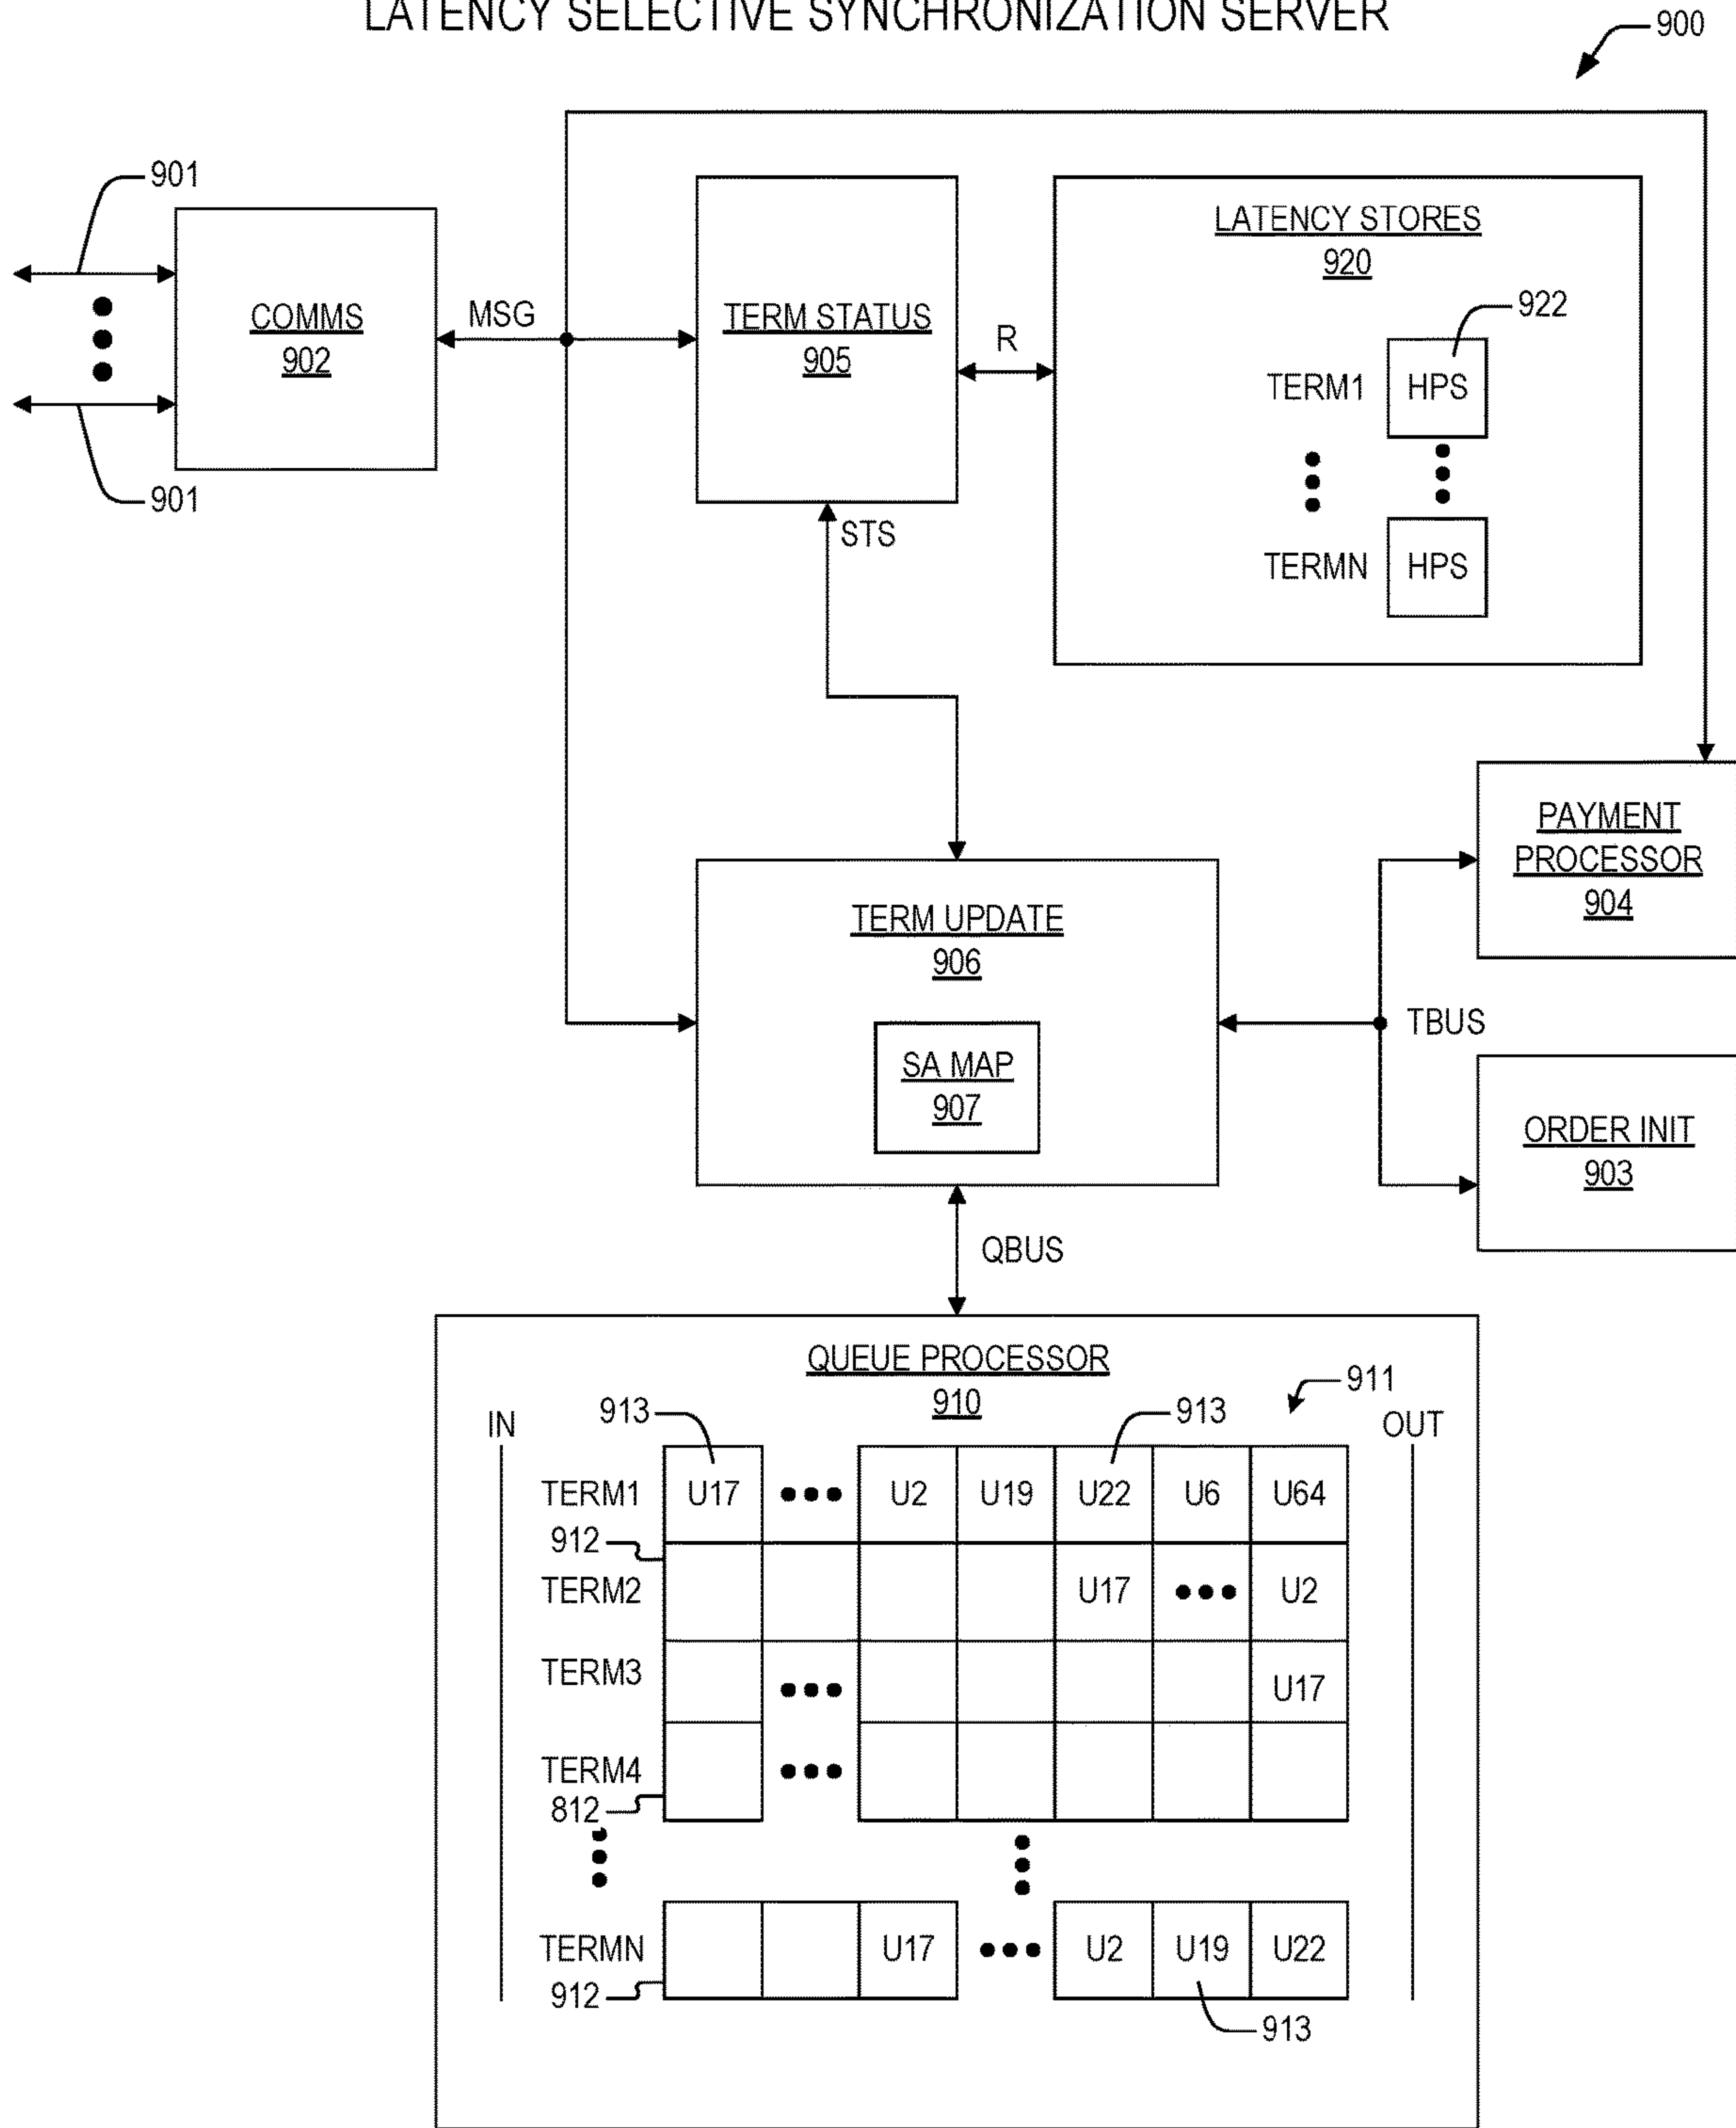 LATENCY SELECTIVE SYNCHRONIZATION SERVER
900
901
901
COMMS
902
MSG
TERM STATUS
905
R
LATENCY STORES
920
922
TERM1 HPS
TERMN HPS
STS
PAYMENT
PROCESSOR
904
TERM UPDATE
906
SA MAP
907
TBUS
ORDER INIT
903
QBUS
QUEUE PROCESSOR
910
911
913
913
IN
OUT
TERM1 U17 U2 U19 U22 U6 U64
912
TERM2 U17 U2
TERM3 U17
TERM4
812
TERMN U17 U2 U19 U22
912
913